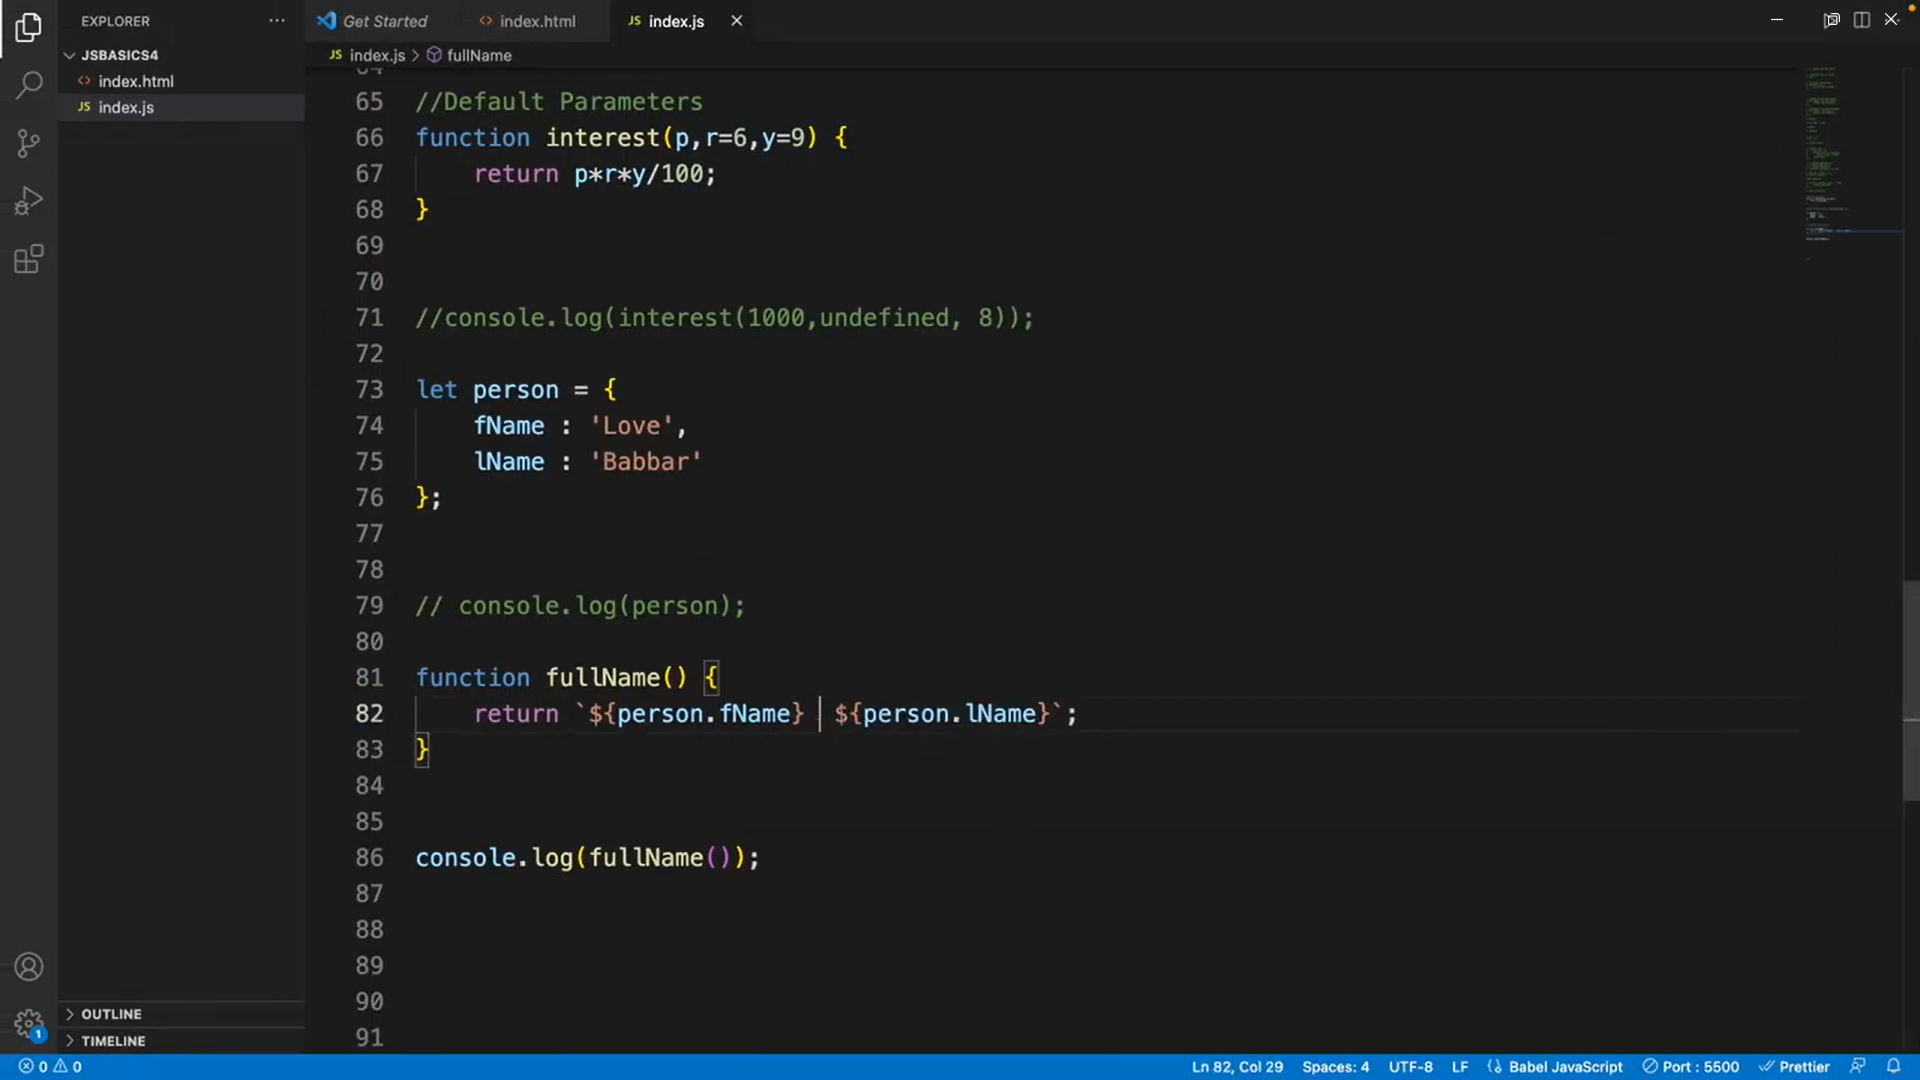 EXPLORER
Get Started
index.html
JS index.js
JSBASICS4
JS index.js > fullName
index.html
JS index.js
65 //Default Parameters
66 function interest(p,r=6,y=9) {
67 return p*r*y/100;
68 }
69
70
71 //console.log(interest(1000,undefined, 8));
72
73 let person = {
74 fName : 'Love',
75 lName : 'Babbar'
76 };
77
78
79 // console.log(person);
80
81 function fullName() {
82 return `${person.fName}  ${person.lName}`;
83 }
84
85
86 console.log(fullName());
87
88
89
90
91
OUTLINE
TIMELINE
1
0 0 Ln 82, Col 29 Spaces: 4 UTF-8 LF Babel JavaScript Port : 5500 Prettier